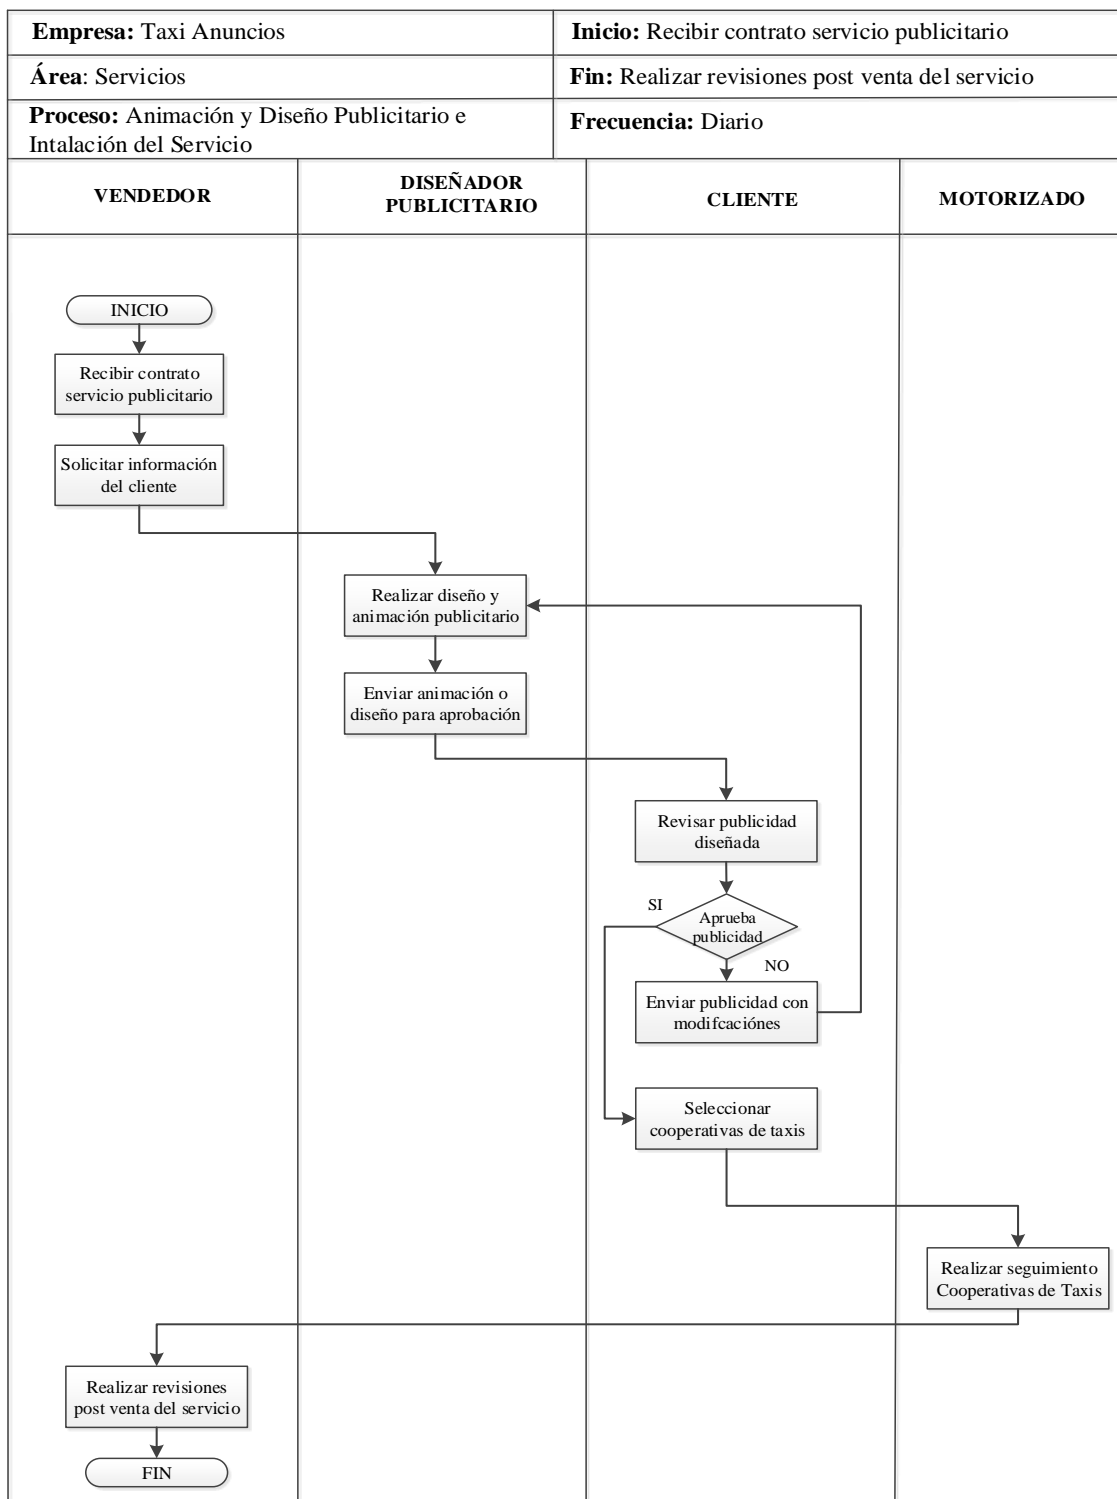 Empresa: Taxi Anuncios
Inicio: Recibir contrato servicio publicitario
Área: Servicios
Fin: Realizar revisiones post venta del servicio
Proceso: Animación y Diseño Publicitario e
Intalación del Servicio
Frecuencia: Diario
VENDEDOR
DISEÑADOR
PUBLICITARIO
CLIENTE
MOTORIZADO
INICIO
Recibir contrato
servicio publicitario
Solicitar información
del cliente
Realizar diseño y
animación publicitario
Enviar animación o
diseño para aprobación
Revisar publicidad
diseñada
SI
Aprueba
publicidad
NO
Enviar publicidad con
modifcaciónes
Seleccionar
cooperativas de taxis
Realizar seguimiento
Cooperativas de Taxis
Realizar revisiones
post venta del servicio
FIN